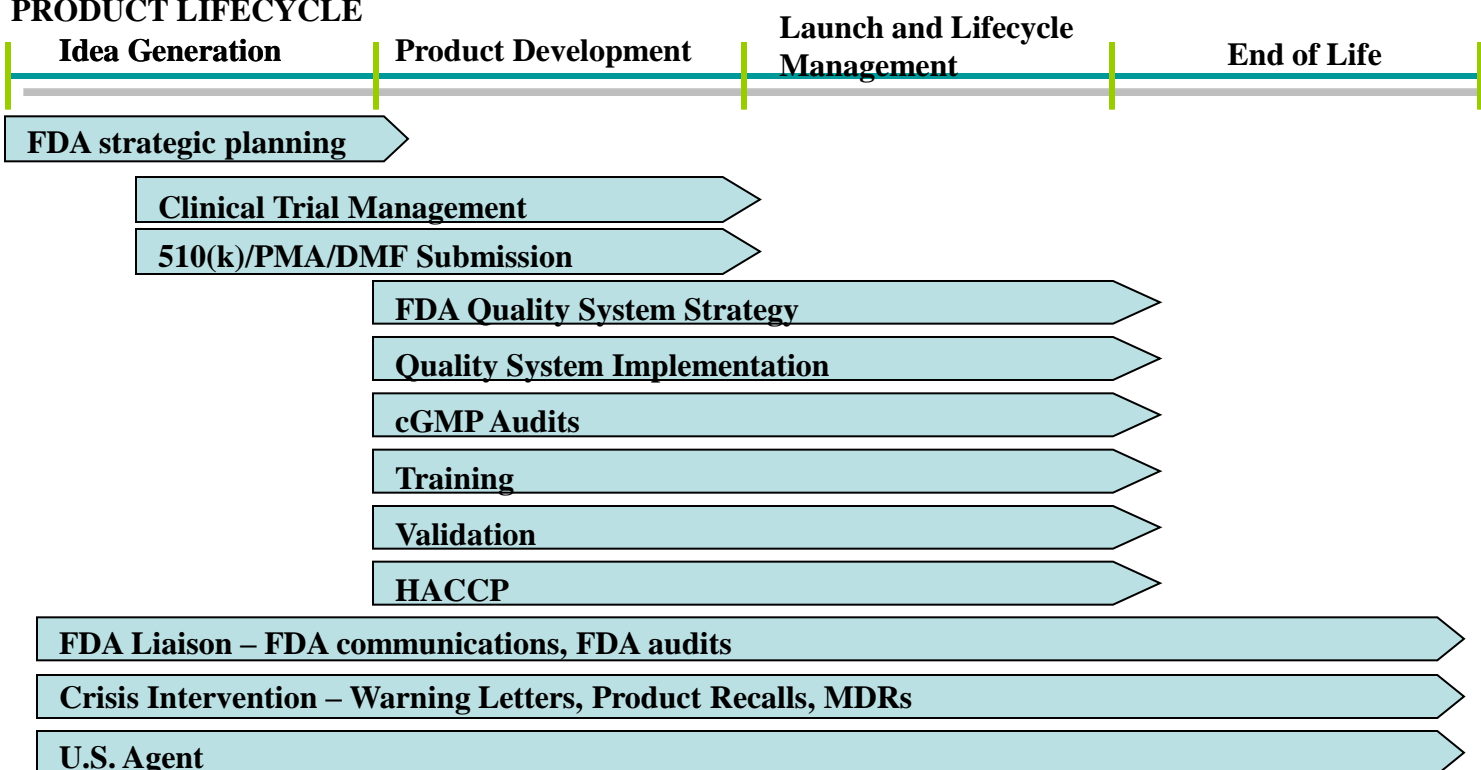 PRODUCT LIFECYCLE
Idea Generation
Product Development
Launch and Lifecycle
Management
End of Life
FDA strategic planning
Clinical Trial Management
510(k)/PMA/DMF Submission
FDA Quality System Strategy
Quality System Implementation
cGMP Audits
Training
Validation
HACCP
FDA Liaison – FDA communications, FDA audits
Crisis Intervention – Warning Letters, Product Recalls, MDRs
U.S. Agent